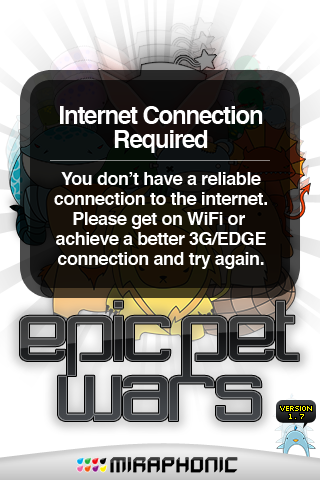 Internet Connection
Required
You don't have a reliable
connection to the internet.
Please get on WiFi or
achieve a better 3G/EDGE
connection and try again.
epic pet
wars
VERSION
1.7
MIRAPHONIC